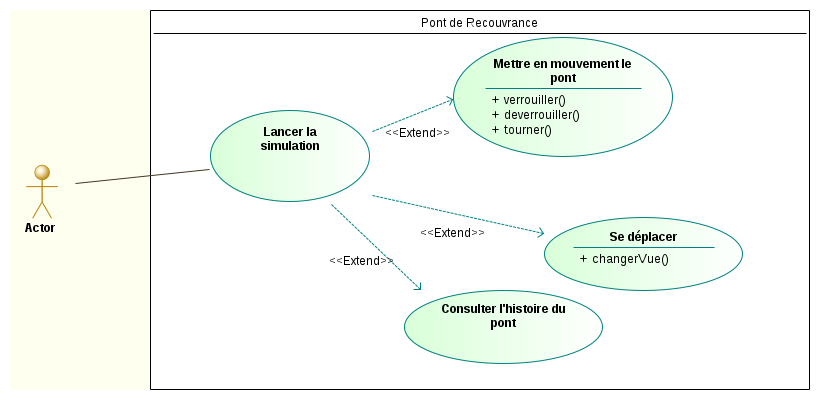 Pont de Recouvrance
Mettre en mouvement le
pont
+ verrouiller()
+ deverrouiller()
+ tourner()
Lancer la
simulation
<<Extend>>
Actor
Se déplacer
+ changerVue()
<<Extend>>
<<Extend>>
Consulter l'histoire du
pont